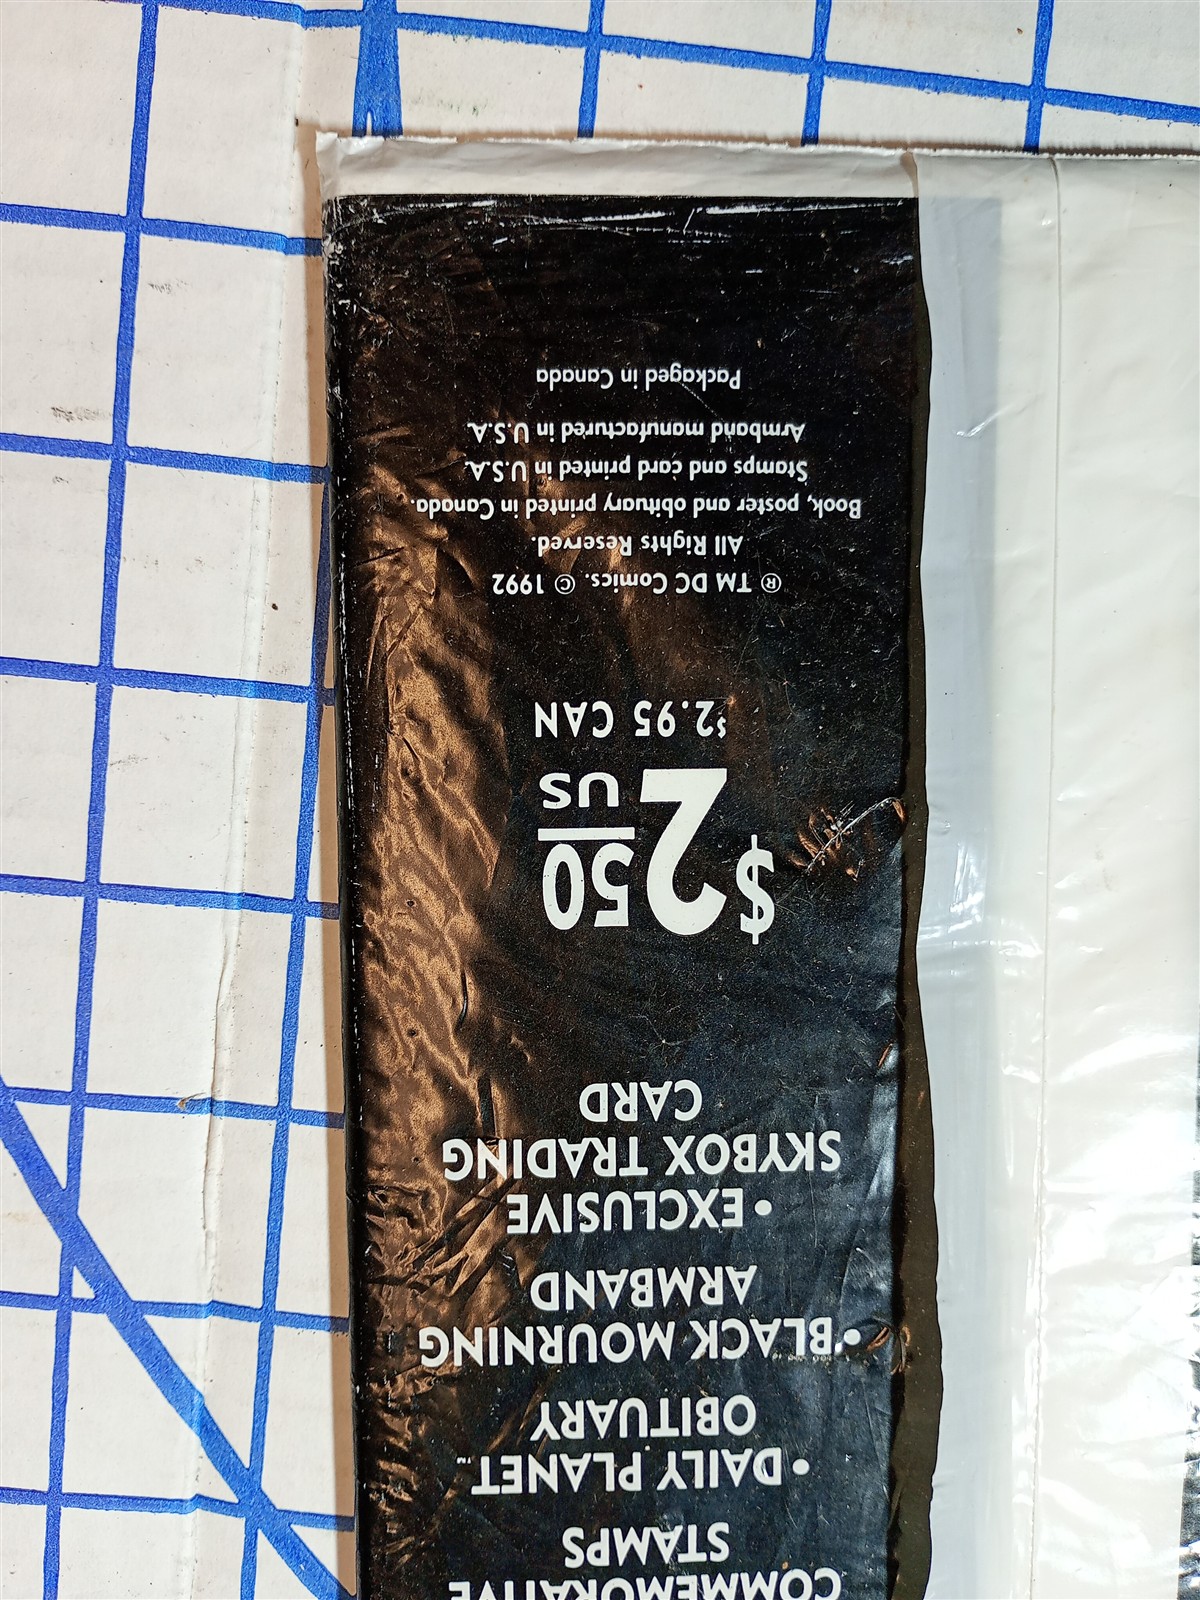 COMMEMORATIVE
STAMPS
• DAILY PLANET™
OBITUARY
• BLACK MOURNING
ARMBAND
• EXCLUSIVE
SKYBOX TRADING
CARD
$2.50 US
$2.95 CAN
® TM DC Comics. © 1992
All Rights Reserved.
Book, poster and obituary printed in Canada.
Stamps and card printed in U.S.A.
Armband manufactured in U.S.A.
Packaged in Canada